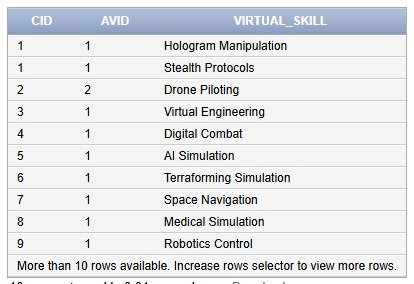 CID AVID VIRTUAL_SKILL
1 1 Hologram Manipulation
1 1 Stealth Protocols
2 2 Drone Piloting
3 1 Virtual Engineering
4 1 Digital Combat
5 1 AI Simulation
6 1 Terraforming Simulation
7 1 Space Navigation
8 1 Medical Simulation
9 1 Robotics Control
More than 10 rows available. Increase rows selector to view more rows.